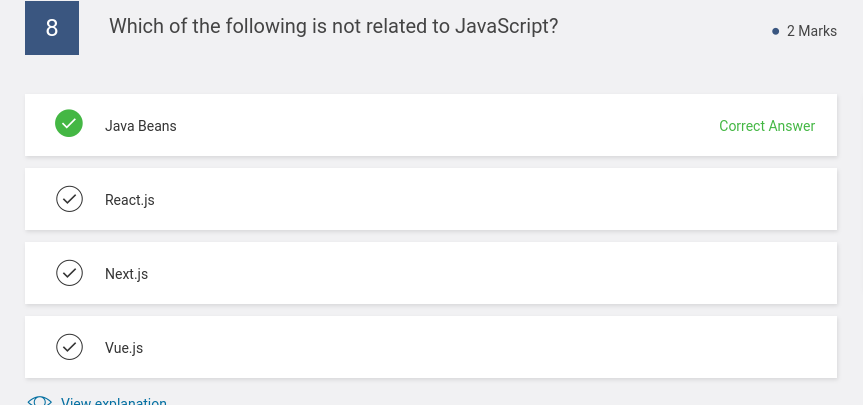 8
Which of the following is not related to JavaScript?
2 Marks
Java Beans
Correct Answer
React.js
Next.js
Vue.js
View explanation